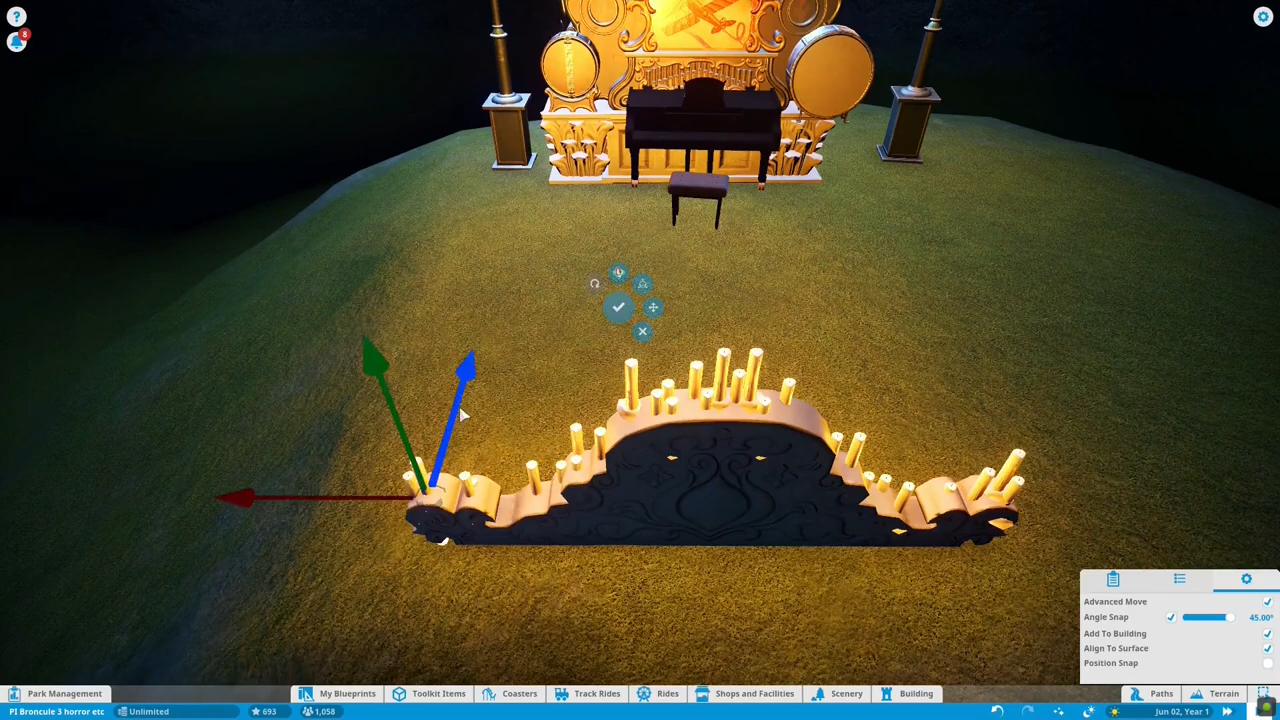 ?
8
Advanced Move
Angle Snap 45.00°
Add To Building
Align To Surface
Position Snap
Park Management My Blueprints Toolkit Items Coasters Track Rides Rides Shops and Facilities Scenery Building Paths Terrain
PI Broncule 3 horror etc Unlimited 693 1,058 Jun 02, Year 1